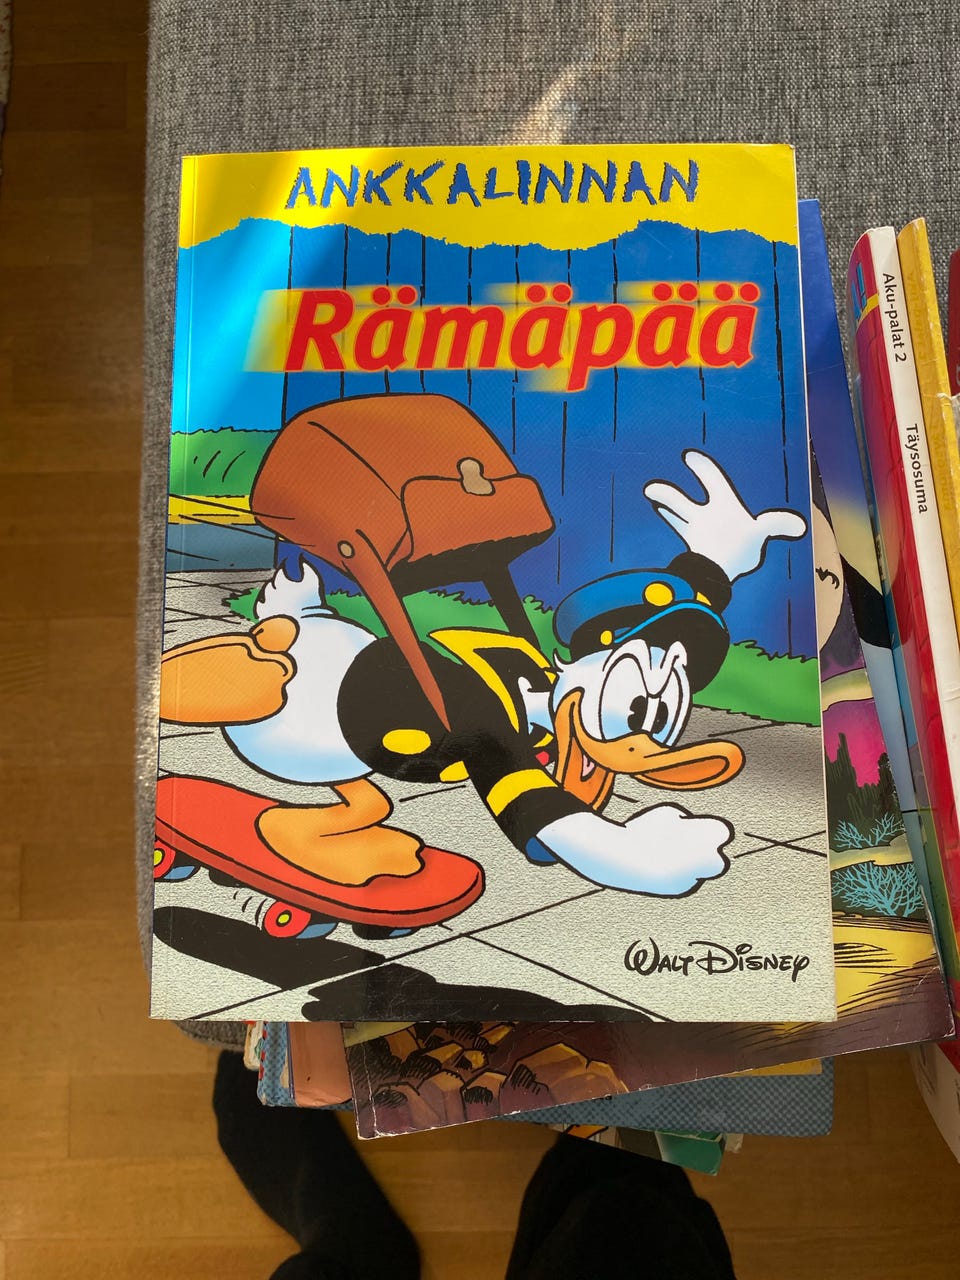 ANKKALINNAN
Rämäpää
WALT DISNEY
Aku-palat 2
Täysosuma